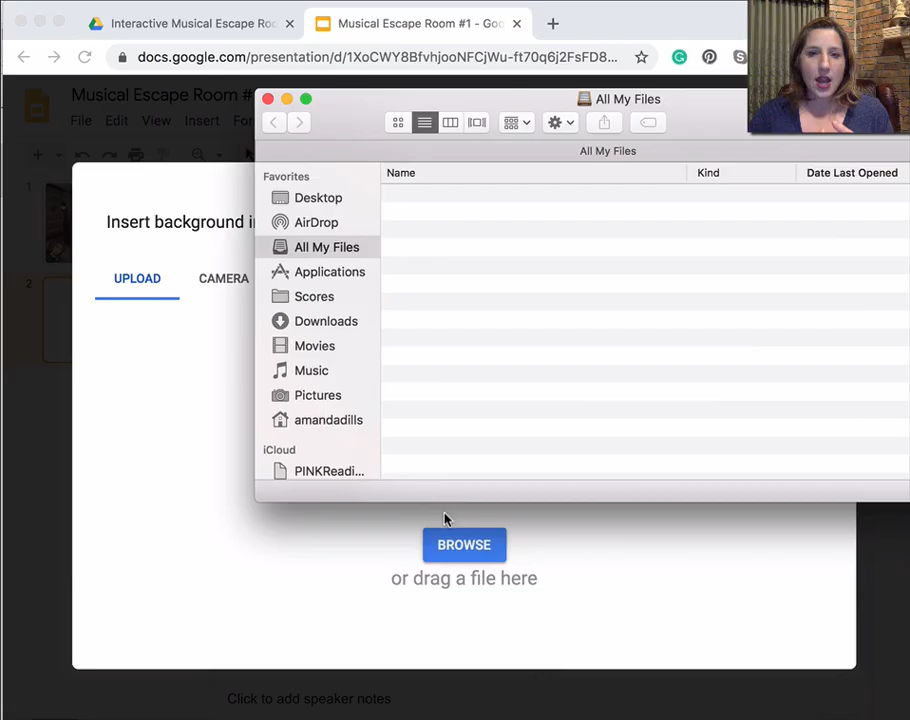 Interactive Musical Escape Roo
Musical Escape Room #1 - Goo
docs.google.com/presentation/d/1XoCWY8BfvhjooNFCjWu-ft70q6j2FsFD8...
Musical Escape Room #
File Edit View Insert For
All My Files
All My Files
Favorites
Name Kind Date Last Opened
Desktop
AirDrop
All My Files
Applications
Scores
Downloads
Movies
Music
Pictures
amandadills
iCloud
PINKReadi...
1
2
Insert background i
UPLOAD CAMERA
BROWSE
or drag a file here
Click to add speaker notes